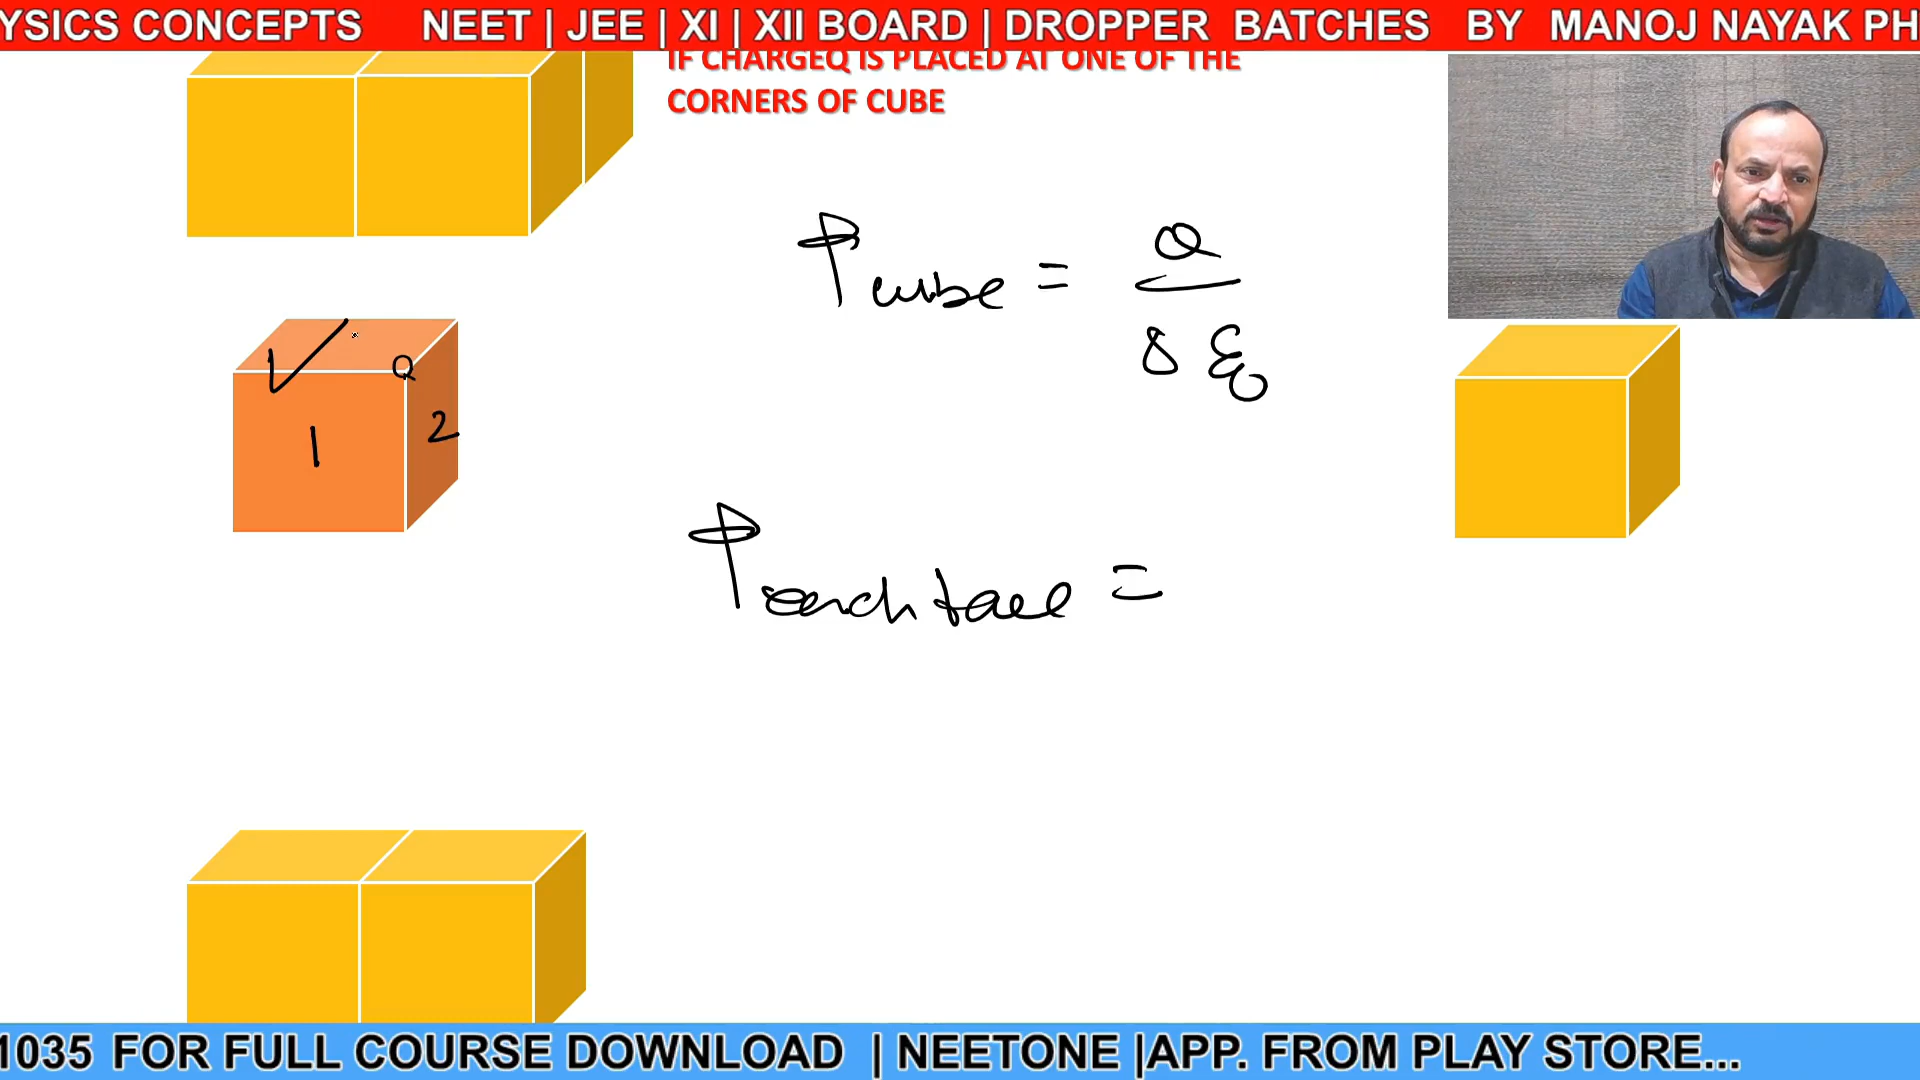 YSICS CONCEPTS NEET | JEE | XI | XII BOARD | DROPPER BATCHES BY MANOJ NAYAK PH
IF CHARGEQ IS PLACED AT ONE OF THE
CORNERS OF CUBE
Φcube = Q
8 ε0
Q
1
2
Φeach face =
1035 FOR FULL COURSE DOWNLOAD | NEETONE |APP. FROM PLAY STORE...